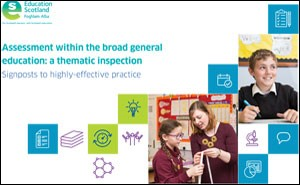 Education
Scotland
Foghlam Alba
Assessment within the broad general
education: a thematic inspection
Signposts to highly-effective practice